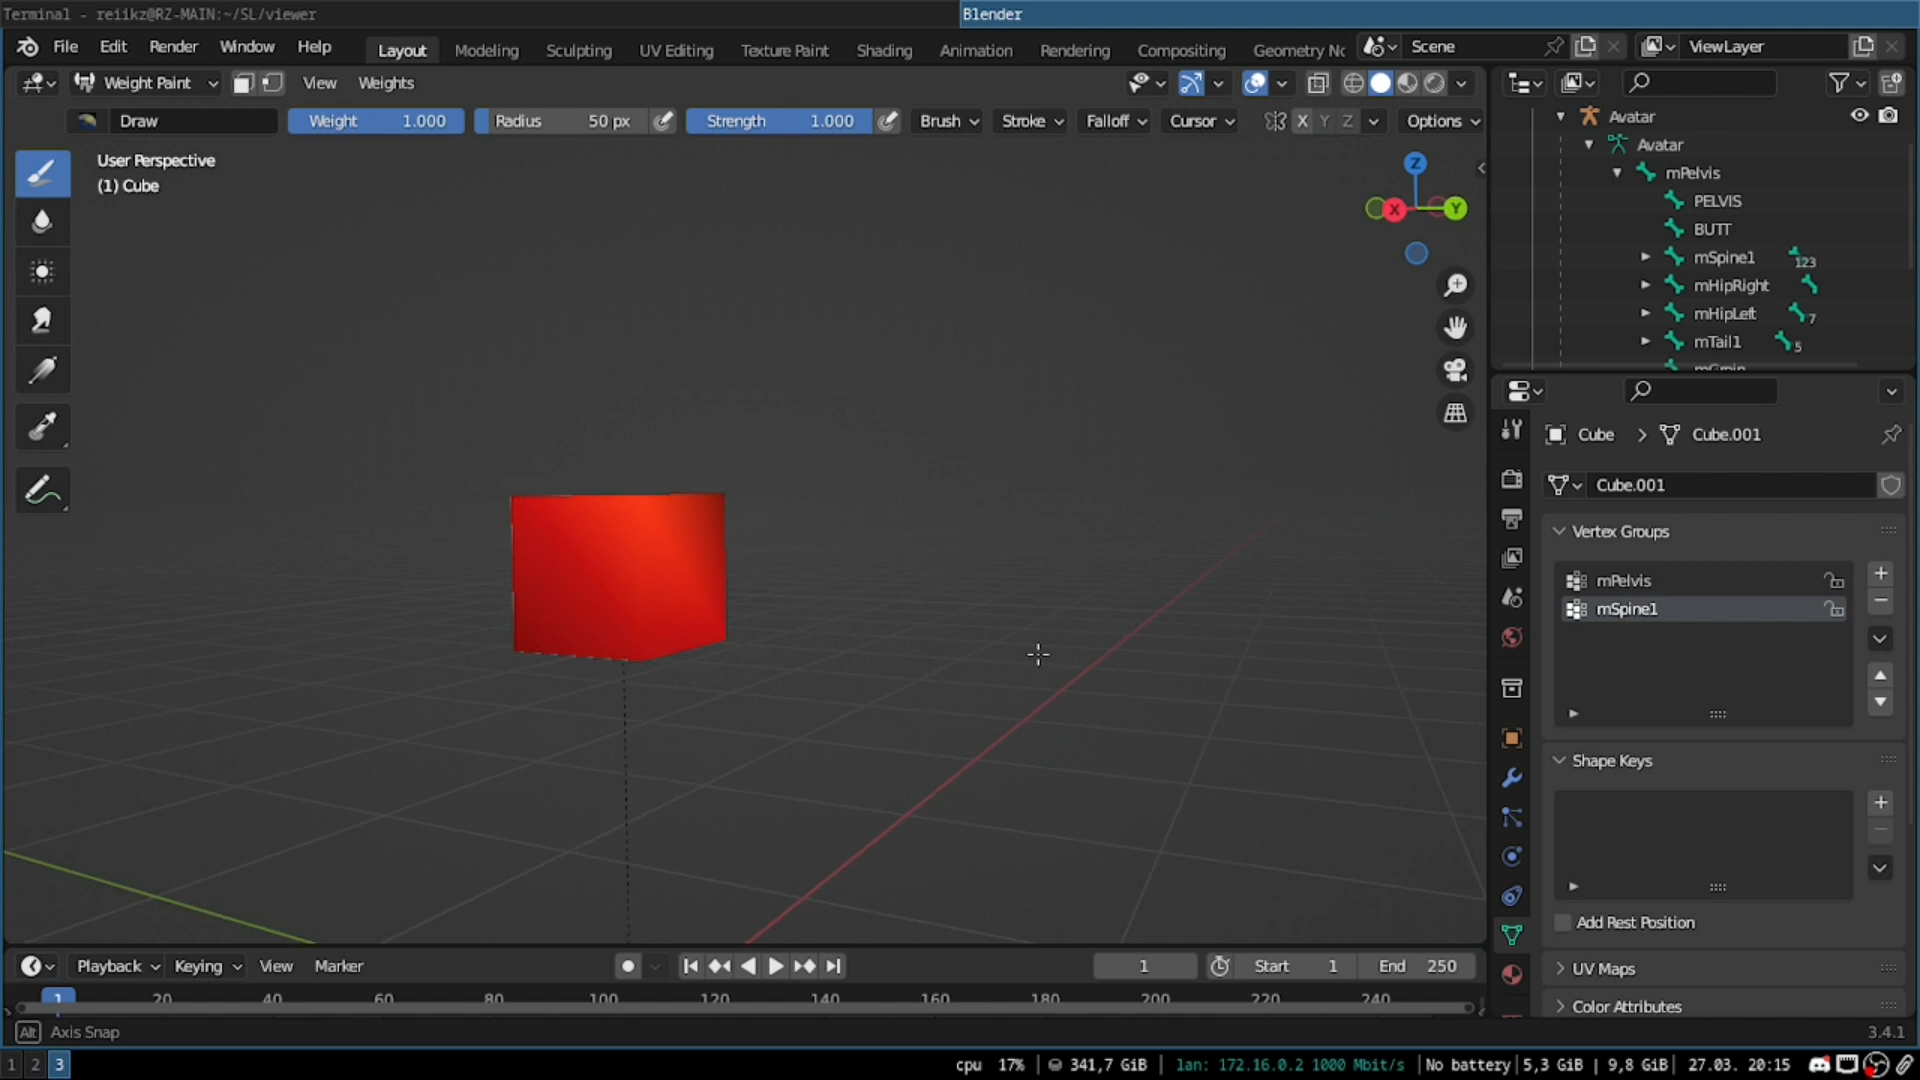 Terminal - reiikz@RZ-MAIN:~/SL/viewer
Blender
File Edit Render Window Help
Layout Modeling Sculpting UV Editing Texture Paint Shading Animation Rendering Compositing Geometry No
Scene
ViewLayer
Weight Paint View Weights
Draw Weight 1.000 Radius 50 px Strength 1.000 Brush Stroke Falloff Cursor X Y Z Options
User Perspective
(1) Cube
Z
X Y
Avatar
Avatar
mPelvis
PELVIS
BUTT
mSpine1 123
mHipRight
mHipLeft 7
mTail1 5
Cube > Cube.001
Cube.001
Vertex Groups
mPelvis
mSpine1
Shape Keys
Add Rest Position
UV Maps
Color Attributes
Playback Keying View Marker 1 Start 1 End 250
1 20 40 60 80 100 120 140 160 180 200 220 240
Alt Axis Snap
3.4.1
1 2 3
cpu 17% | 341,7 GiB | lan: 172.16.0.2 1000 Mbit/s |No battery|5,3 GiB | 9,8 GiB| 27.03. 20:15